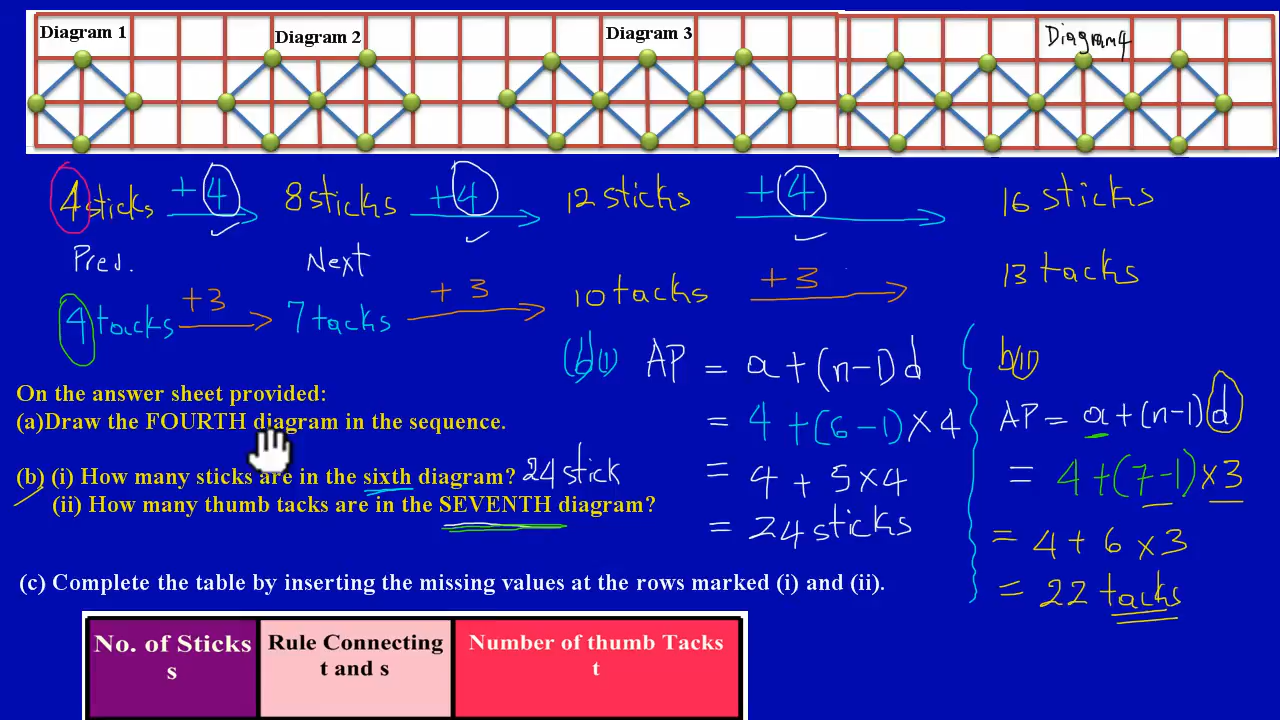 Diagram 1
Diagram 2
Diagram 3
Diagram 4
4 sticks +4 8 sticks +4 12 sticks +4 16 sticks
Pred. Next
4 tacks +3 7 tacks +3 10 tacks +3 13 tacks
On the answer sheet provided:
(a)Draw the FOURTH diagram in the sequence.
(b) (i) How many sticks are in the sixth diagram? 24 stick
(ii) How many thumb tacks are in the SEVENTH diagram?
(b)(i) AP = a + (n-1)d
= 4 + (6-1) × 4
= 4 + 5 × 4
= 24 sticks
b(ii)
AP = a + (n-1) d
= 4 + (7-1) × 3
= 4 + 6 × 3
= 22 tacks
(c) Complete the table by inserting the missing values at the rows marked (i) and (ii).
No. of Sticks
s
Rule Connecting
t and s
Number of thumb Tacks
t